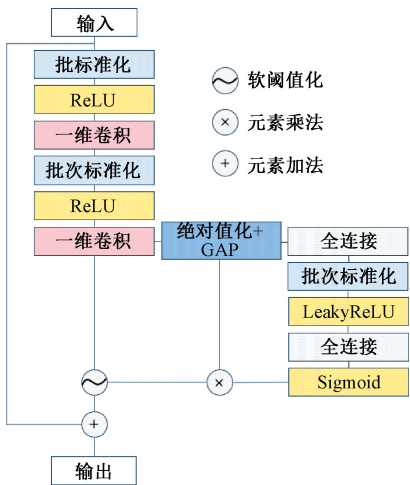 输入
批标准化
ReLU
一维卷积
批次标准化
ReLU
一维卷积
绝对值化+
GAP
全连接
批次标准化
LeakyReLU
全连接
Sigmoid
软阈值化
×
元素乘法
+
元素加法
×
+
输出